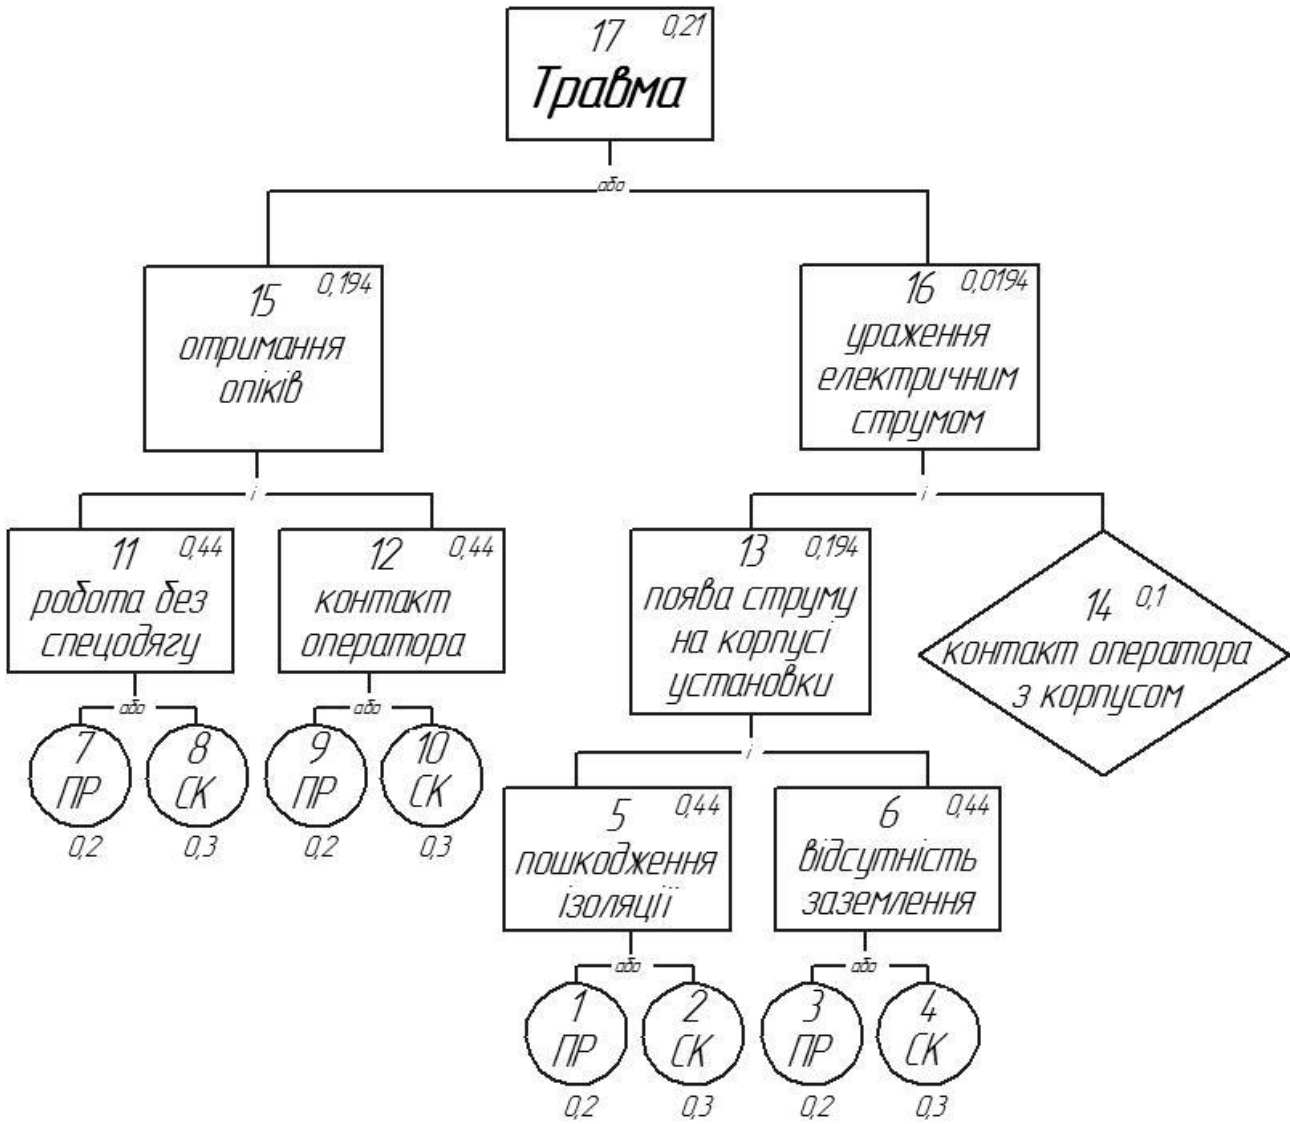 17 0,21
Травма
або
15 0,194
отримання
опіків
16 0,0194
ураження
електричним
струмом
і
і
11 0,44
робота без
спецодягу
12 0,44
контакт
оператора
13 0,194
поява струму
на корпусі
установки
14 0,1
контакт оператора
з корпусом
або
або
7
ПР
0,2
8
СК
0,3
9
ПР
0,2
10
СК
0,3
і
5 0,44
пошкодження
ізоляції
6 0,44
відсутність
заземлення
або
або
1
ПР
0,2
2
СК
0,3
3
ПР
0,2
4
СК
0,3